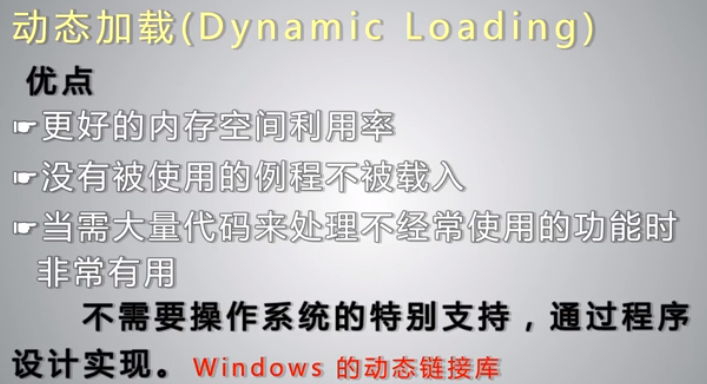 动态加载(Dynamic Loading)
优点
☛更好的内存空间利用率
☛没有被使用的例程不被载入
☛当需大量代码来处理不经常使用的功能时
非常有用
不需要操作系统的特别支持，通过程序
设计实现。Windows 的动态链接库